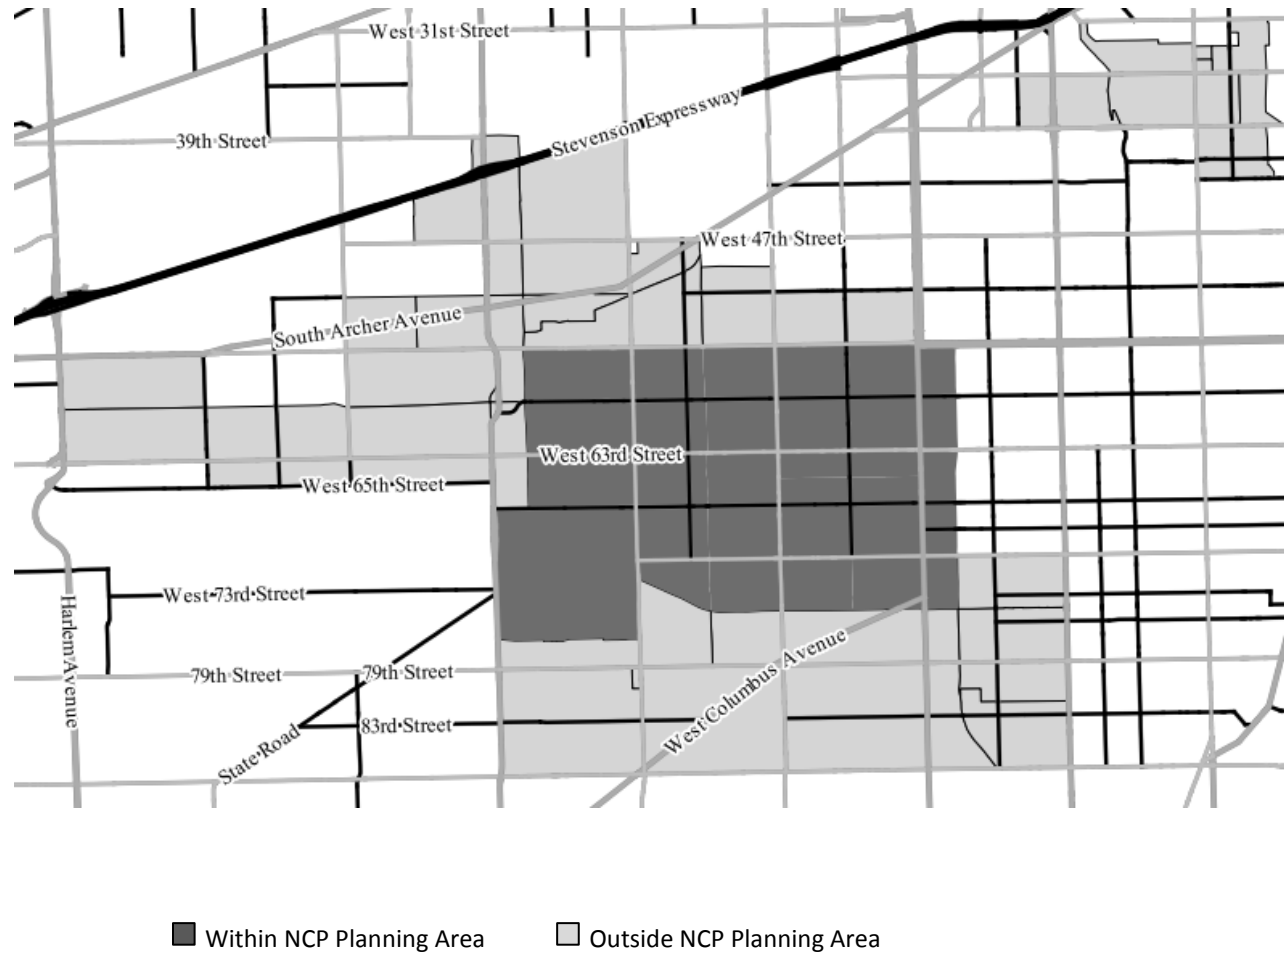 West 31st Street
Stevenson Expressway
39th Street
West 47th Street
South Archer Avenue
West 63rd Street
West 65th Street
West 73rd Street
Harlem Avenue
79th Street
79th Street
West Columbus Avenue
83rd Street
State Road
Within NCP Planning Area
Outside NCP Planning Area